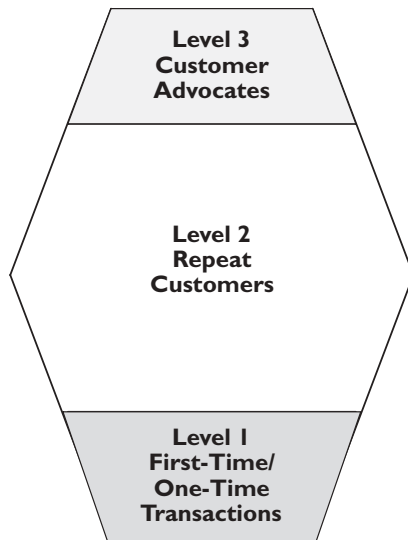 Level 3
Customer
Advocates
Level 2
Repeat
Customers
Level 1
First-Time/
One-Time
Transactions